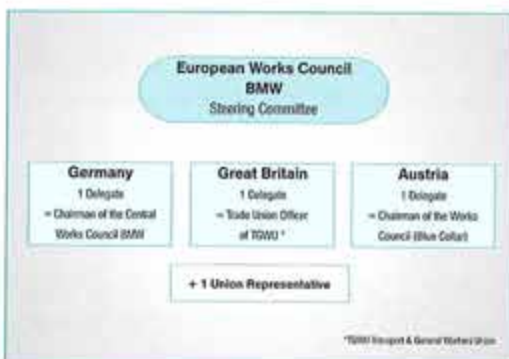 European Works Council
BMW
Steering Committee
Germany
1 Delegate
= Chairman of the Central
Works Council BMW
Great Britain
1 Delegate
= Trade Union Officer
of TGWU *
Austria
1 Delegate
= Chairman of the Works
Council (Blue Collar)
+ 1 Union Representative
*TGWU Transport & General Workers Union